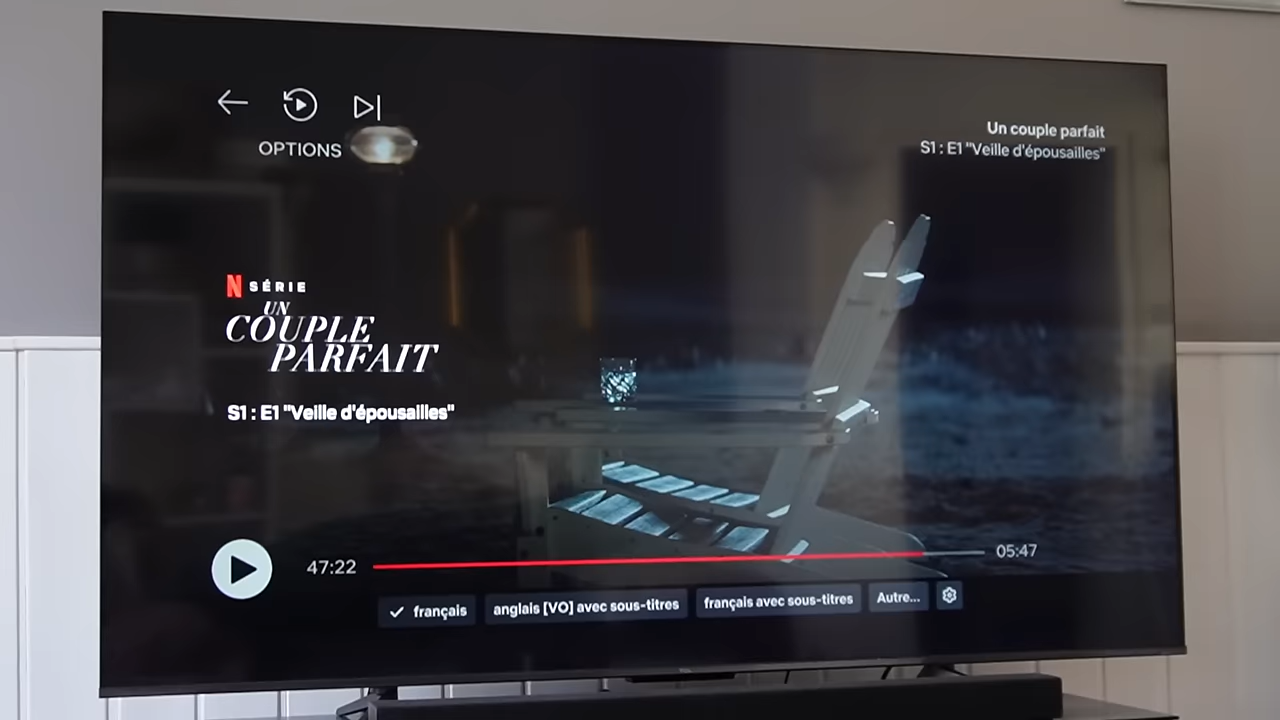 OPTIONS
Un couple parfait
S1 : E1 "Veille d'épousailles"
N SÉRIE
UN
COUPLE
PARFAIT
S1 : E1 "Veille d'épousailles"
47:22
05:47
français
anglais [VO] avec sous-titres
français avec sous-titres
Autre...